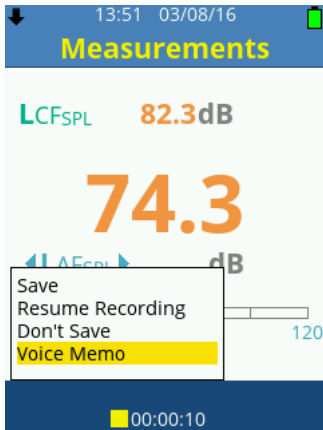 13:51 03/08/16
Measurements
LCFSPL 82.3dB
74.3
LAFSPL dB
Save
Resume Recording
Don't Save
Voice Memo
120
00:00:10